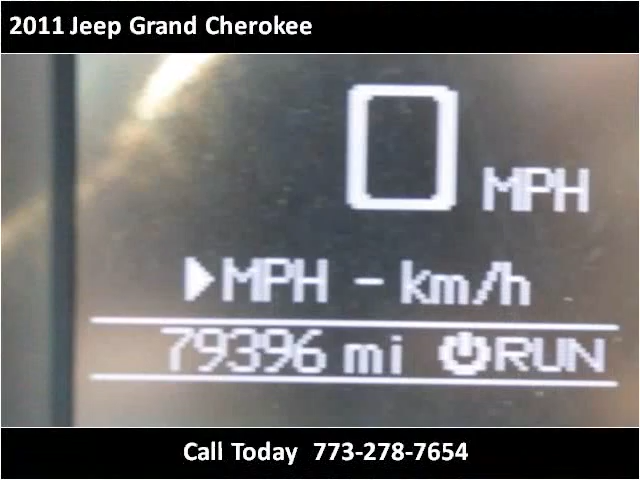 2011 Jeep Grand Cherokee
0 MPH
MPH - km/h
79396 mi RUN
Call Today 773-278-7654